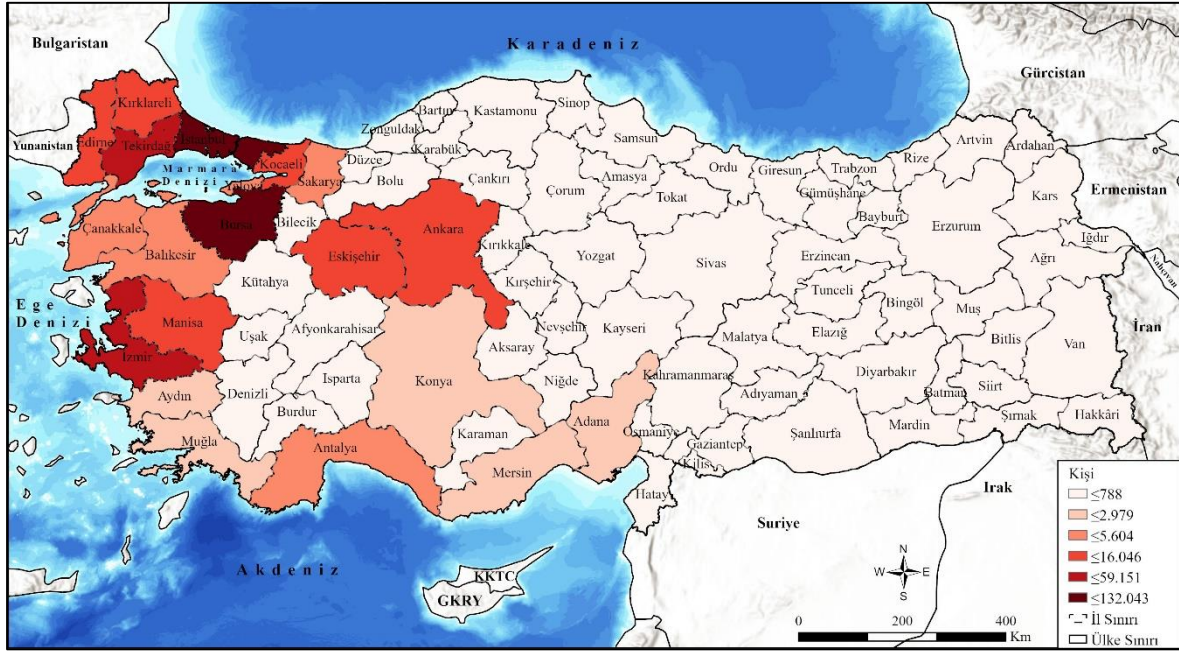 Bulgaristan
Karadeniz
Gürcistan
Yunanistan
Ermenistan
Nahçıvan
İran
Irak
Suriye
Ege
Denizi
Marmara
Denizi
Akdeniz
KKTC
GKRY
Kırklareli
Edirne
Tekirdağ
İstanbul
Kocaeli
Yalova
Sakarya
Düzce
Bolu
Zonguldak
Bartın
Karabük
Kastamonu
Sinop
Samsun
Çankırı
Çorum
Amasya
Tokat
Ordu
Giresun
Trabzon
Gümüşhane
Rize
Bayburt
Artvin
Ardahan
Kars
Iğdır
Ağrı
Erzurum
Erzincan
Çanakkale
Balıkesir
Bursa
Bilecik
Eskişehir
Ankara
Kırıkkale
Kırşehir
Yozgat
Sivas
Tunceli
Bingöl
Muş
Bitlis
Van
Kütahya
Manisa
İzmir
Uşak
Afyonkarahisar
Aksaray
Nevşehir
Kayseri
Malatya
Elazığ
Diyarbakır
Batman
Siirt
Şırnak
Hakkâri
Aydın
Denizli
Isparta
Burdur
Konya
Niğde
Kahramanmaraş
Adıyaman
Mardin
Şanlıurfa
Muğla
Antalya
Karaman
Mersin
Adana
Osmaniye
Gaziantep
Kilis
Hatay
Kişi
≤788
≤2.979
≤5.604
≤16.046
≤59.151
≤132.043
İl Sınırı
Ülke Sınırı
N
W E
S
0 200 400
Km